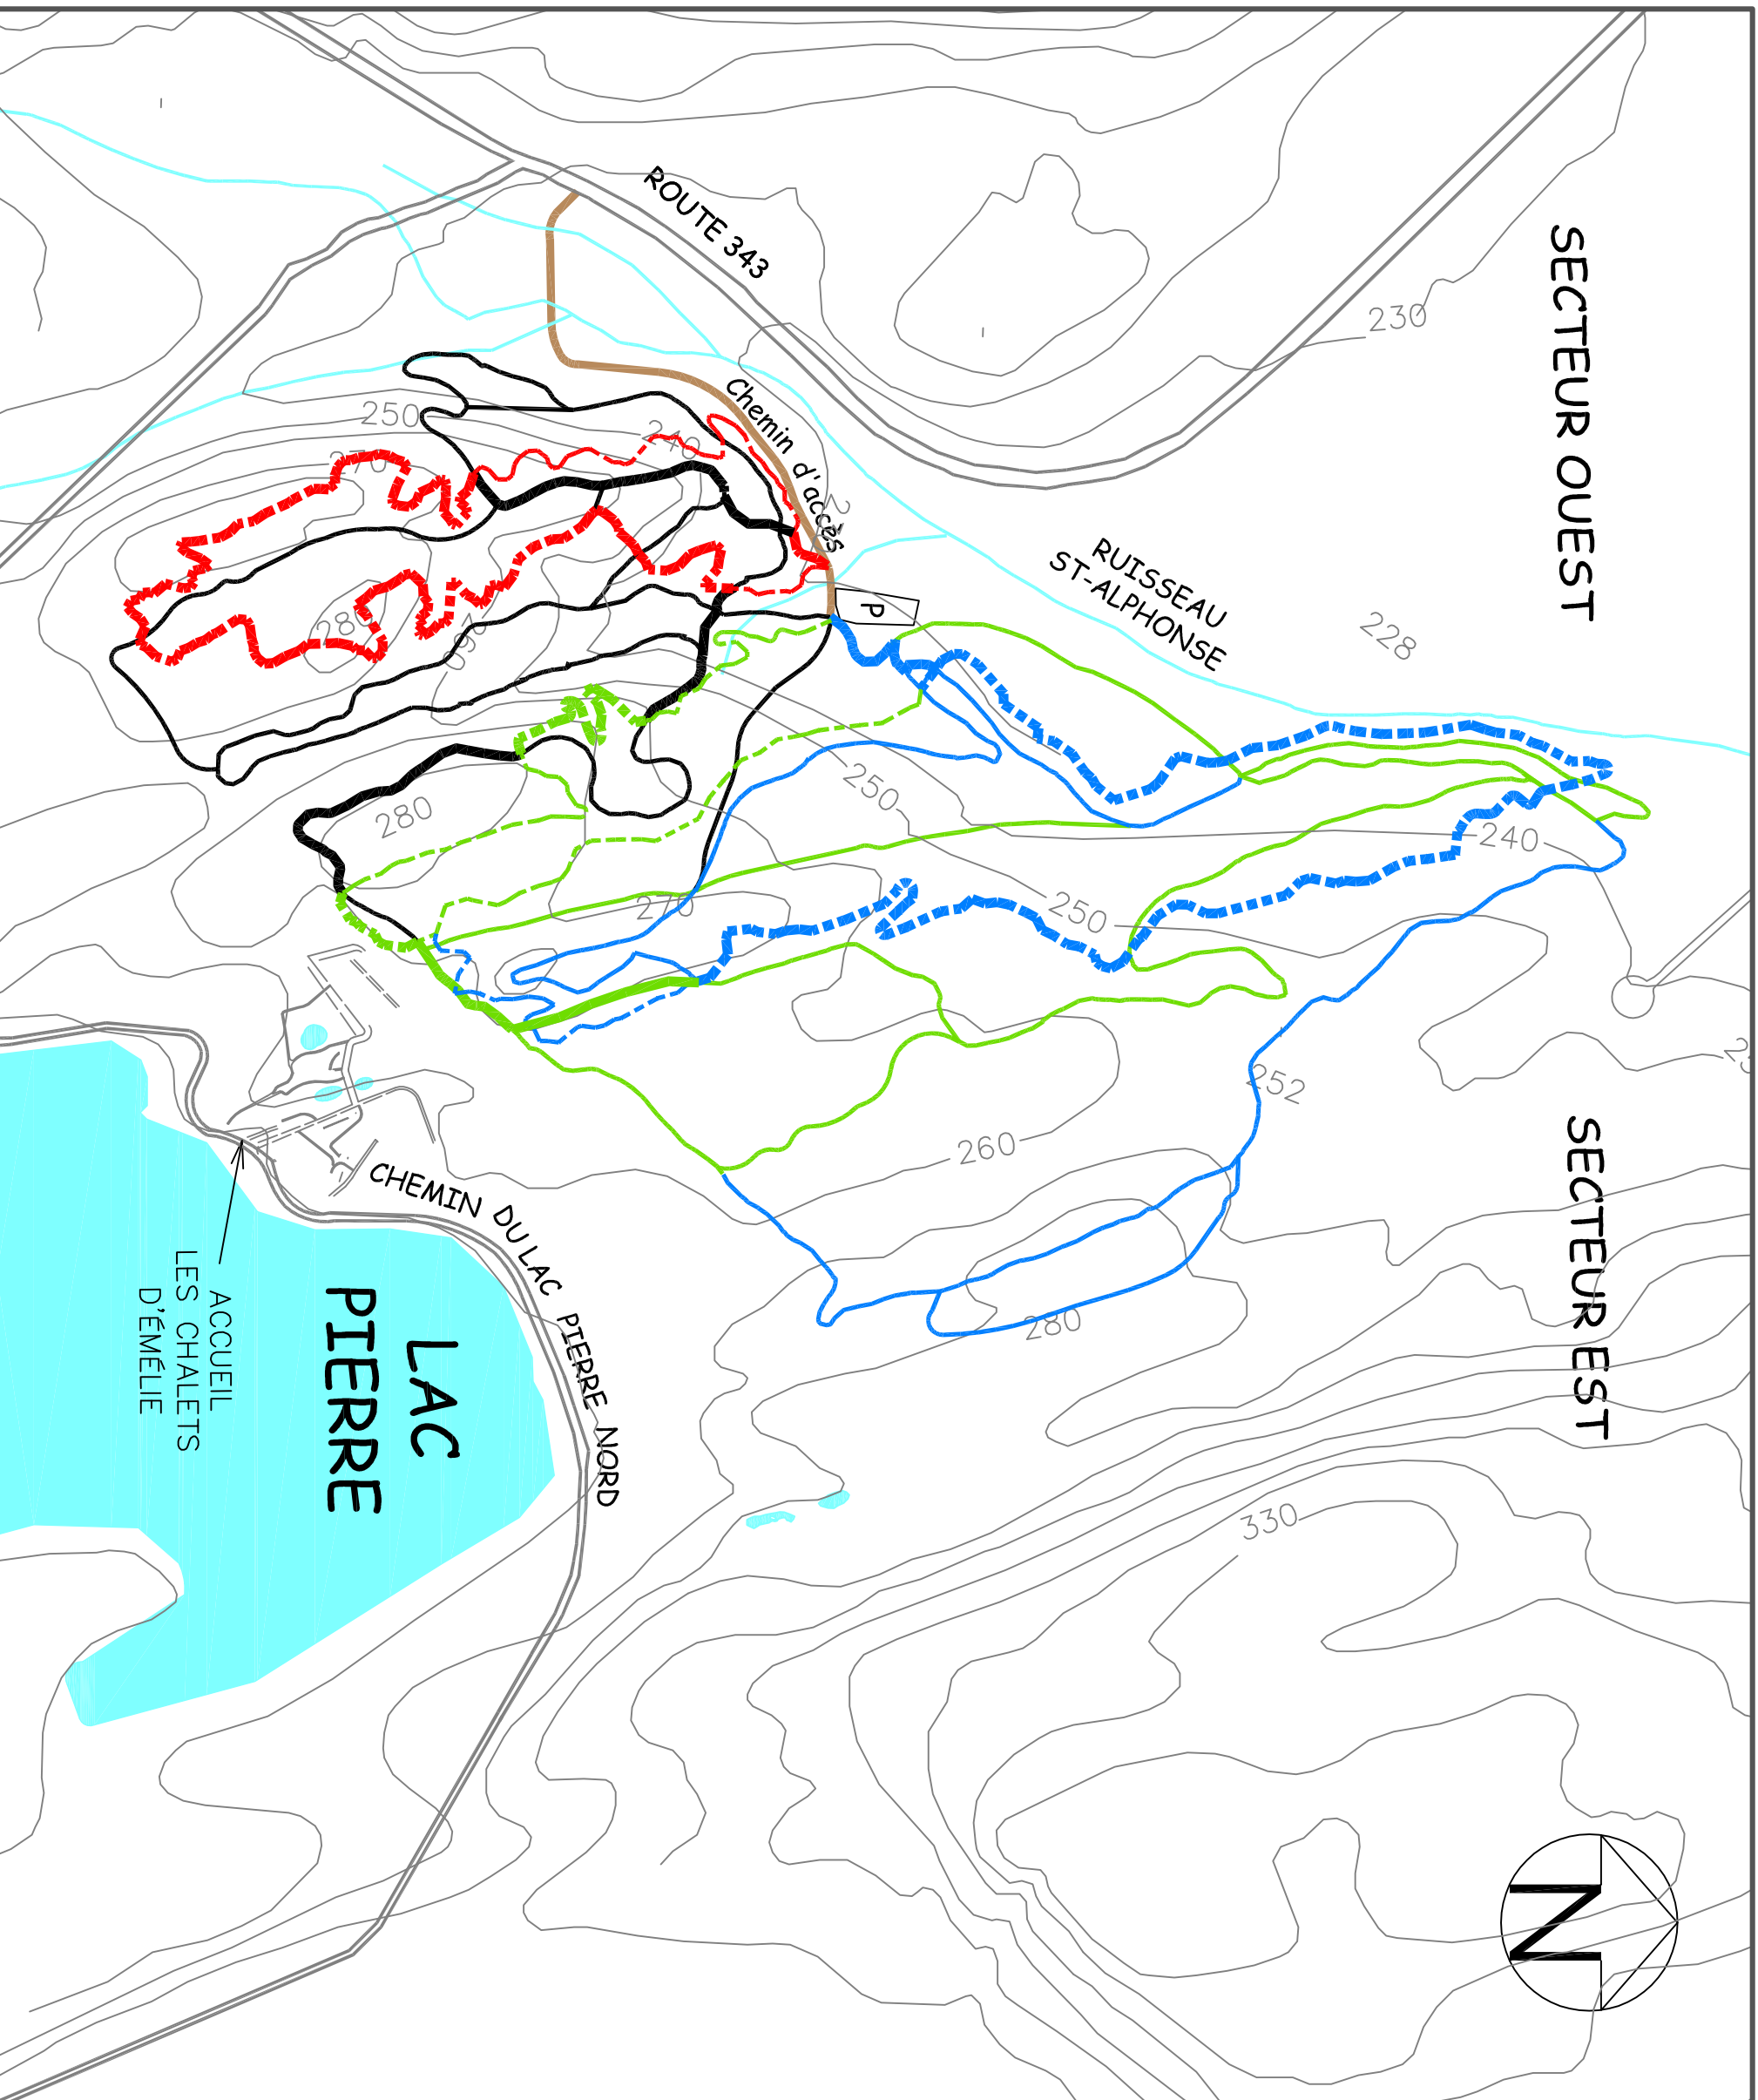 SECTEUR OUEST
SECTEUR EST
ROUTE 343
Chemin d'accès
P
RUISSEAU
ST-ALPHONSE
230
228
250
240
270
280
260
250
240
280
270
250
252
260
280
330
CHEMIN DU LAC PIERRE NORD
LAC
PIERRE
ACCUEIL
LES CHALETS
D'ÉMÉLIE
N